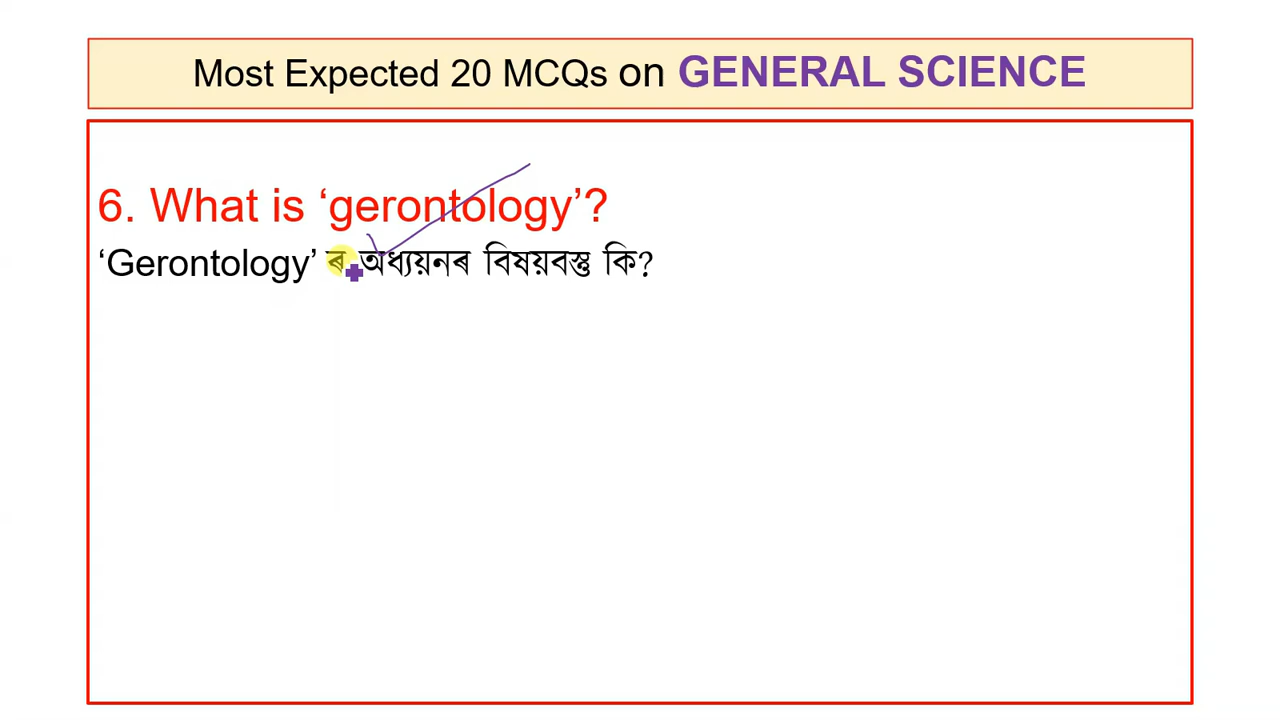 Most Expected 20 MCQs on GENERAL SCIENCE
6. What is ‘gerontology’?
‘Gerontology’ ৰ অধ্যয়নৰ বিষয়বস্তু কি?